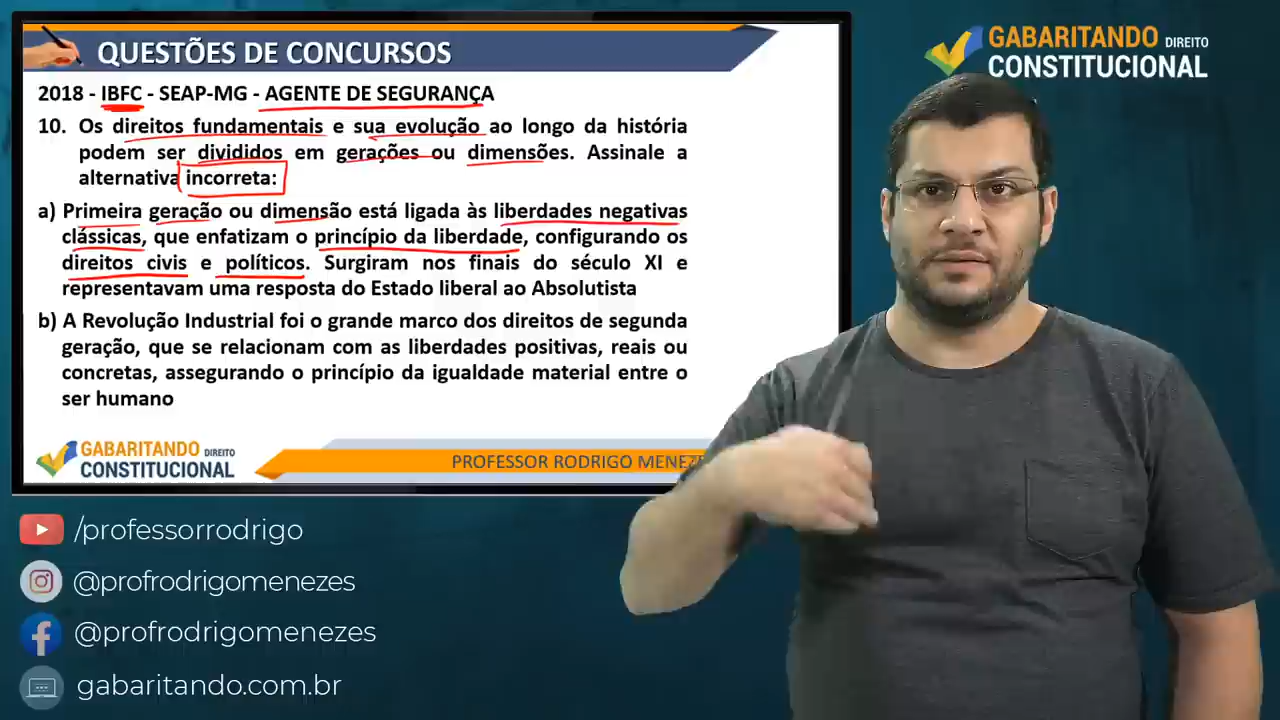 QUESTÕES DE CONCURSOS
GABARITANDO DIREITO
CONSTITUCIONAL
2018 - IBFC - SEAP-MG - AGENTE DE SEGURANÇA
10. Os direitos fundamentais e sua evolução ao longo da história
podem ser divididos em gerações ou dimensões. Assinale a
alternativa incorreta:
a) Primeira geração ou dimensão está ligada às liberdades negativas
clássicas, que enfatizam o princípio da liberdade, configurando os
direitos civis e políticos. Surgiram nos finais do século XI e
representavam uma resposta do Estado liberal ao Absolutista
b) A Revolução Industrial foi o grande marco dos direitos de segunda
geração, que se relacionam com as liberdades positivas, reais ou
concretas, assegurando o princípio da igualdade material entre o
ser humano
GABARITANDO DIREITO
CONSTITUCIONAL
PROFESSOR RODRIGO
/professorrodrigo
@profrodrigomenezes
@profrodrigomenezes
gabaritando.com.br